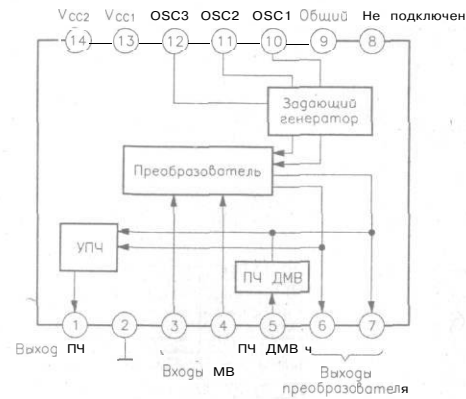 VCC2 VCC1 OSC3 OSC2 OSC1 Общий Не подключен
14 13 12 11 10 9 8
Задающий
генератор
Преобразователь
УПЧ
ПЧ ДМВ
1 2 3 4 5 6 7
Выход ПЧ ПЧ ДМВ ч
Входы МВ Выходы
преобразователя